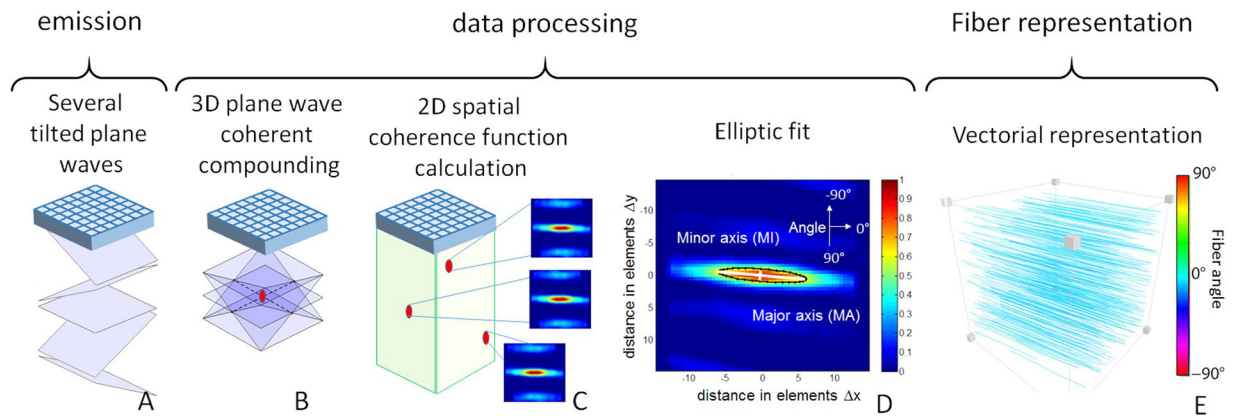 emission
data processing
Fiber representation
Several
tilted plane
waves
3D plane wave
coherent
compounding
2D spatial
coherence function
calculation
Elliptic fit
Vectorial representation
A
B
C
distance in elements Δy
-10
-5
0
5
10
-10
-5
0
5
10
distance in elements Δx
Minor axis (MI)
Major axis (MA)
-90°
Angle
0°
90°
1
0.9
0.8
0.7
0.6
0.5
0.4
0.3
0.2
0.1
0
D
90°
0°
−90°
Fiber angle
E